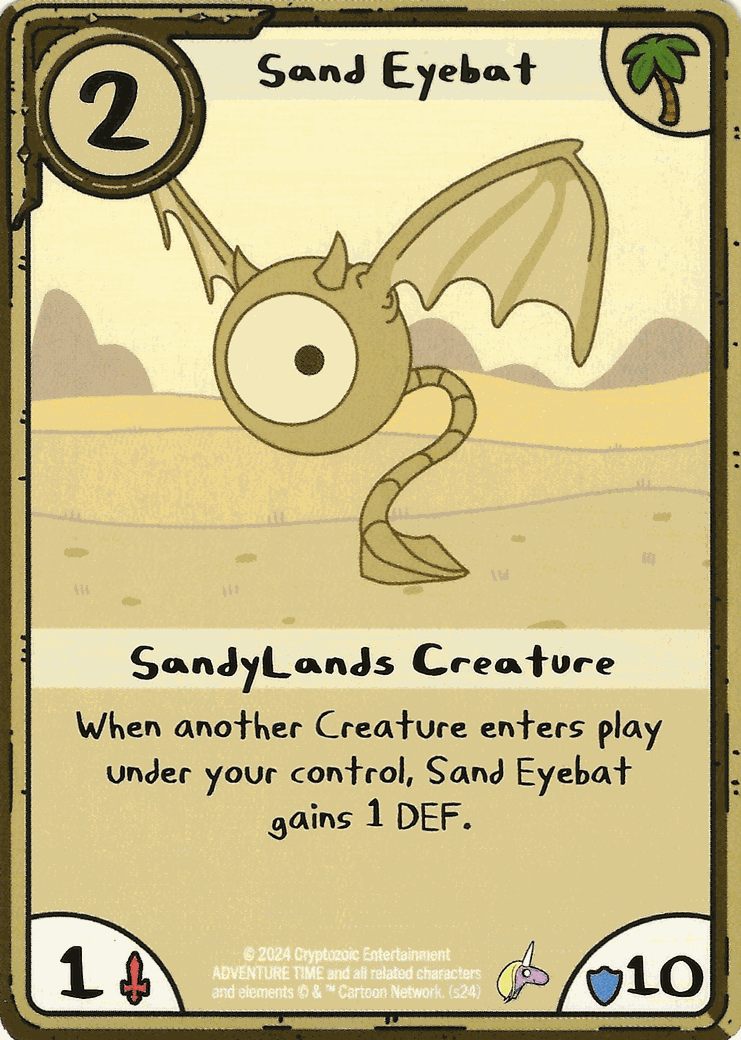 2
Sand Eyebat
SandyLands Creature
When another Creature enters play
under your control, Sand Eyebat
gains 1 DEF.
1
© 2024 Cryptozoic Entertainment
ADVENTURE TIME and all related characters
and elements © & ™ Cartoon Network. (s24)
10